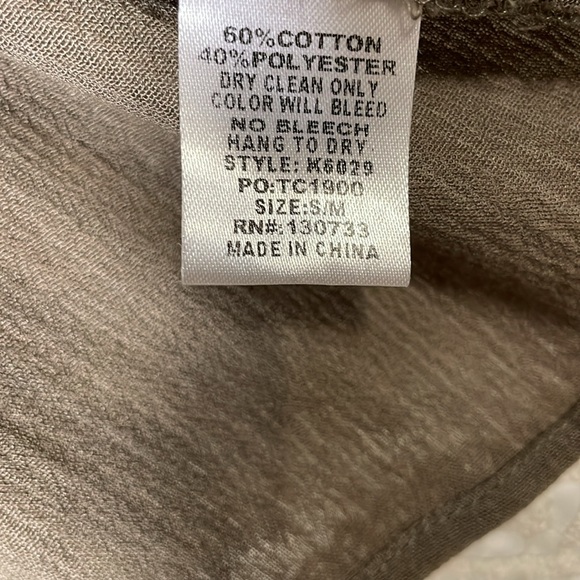 60%COTTON
40%POLYESTER
DRY CLEAN ONLY
COLOR WILL BLEED
NO BLEECH
HANG TO DRY
STYLE: K6029
PO:TC1900
SIZE:S/M
RN#:130733
MADE IN CHINA